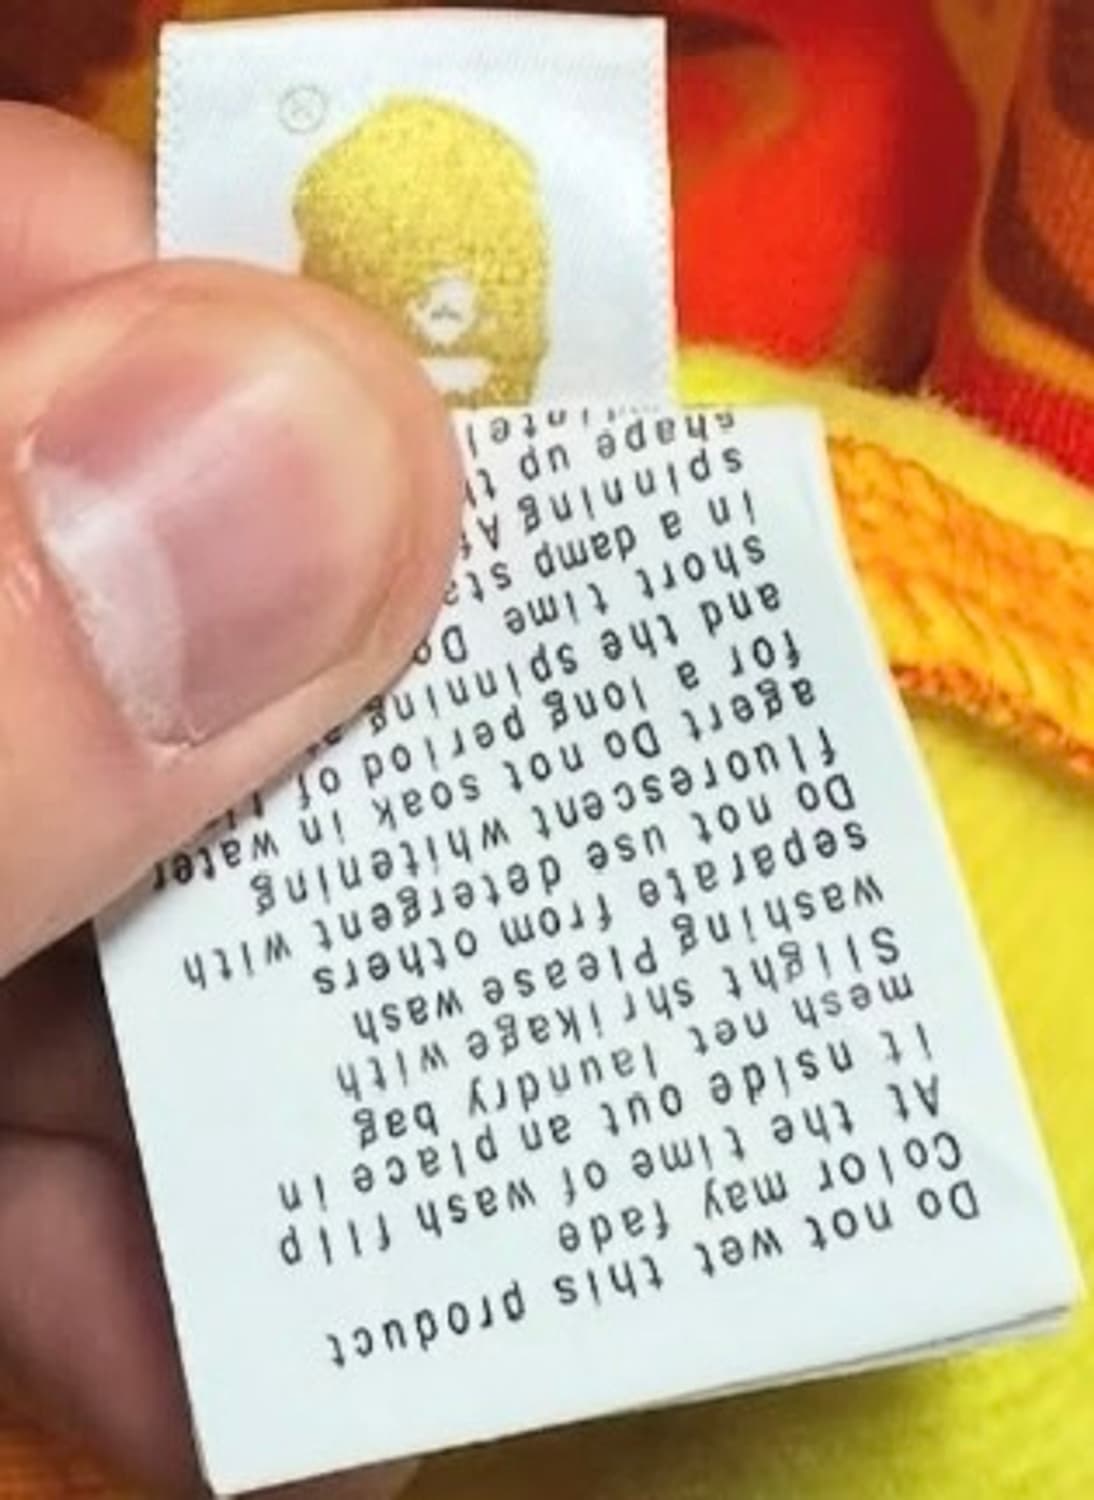 Do not wet this product
Color may fade
At the time of wash flip
it nside out an place in
mesh net laundry bag
Slight shrikage with
washing Please wash
separate from others
Do not use detergent with
fluorescent whitening
agert Do not soak in water
for a long period of
and the spinning
short time Do
in a damp
spinning
shape up
®